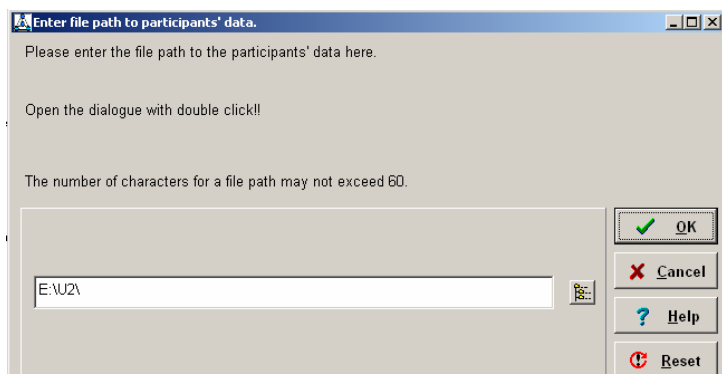 Enter file path to participants' data.
Please enter the file path to the participants' data here.
Open the dialogue with double click!!
The number of characters for a file path may not exceed 60.
OK
E:\U2\
Cancel
Help
Reset